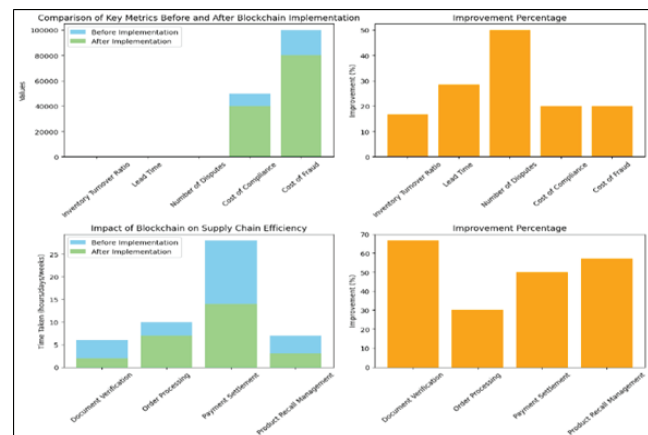 Comparison of Key Metrics Before and After Blockchain Implementation
Before Implementation
After Implementation
Values
100000
80000
60000
40000
20000
0
Inventory Turnover Ratio
Lead Time
Number of Disputes
Cost of Compliance
Cost of Fraud
Improvement Percentage
Improvement (%)
50
40
30
20
10
0
Inventory Turnover Ratio
Lead Time
Number of Disputes
Cost of Compliance
Cost of Fraud
Impact of Blockchain on Supply Chain Efficiency
Before Implementation
After Implementation
Time Taken (hours/days/weeks)
25
20
15
10
5
0
Document Verification
Order Processing
Payment Settlement
Product Recall Management
Improvement Percentage
Improvement (%)
70
60
50
40
30
20
10
0
Document Verification
Order Processing
Payment Settlement
Product Recall Management